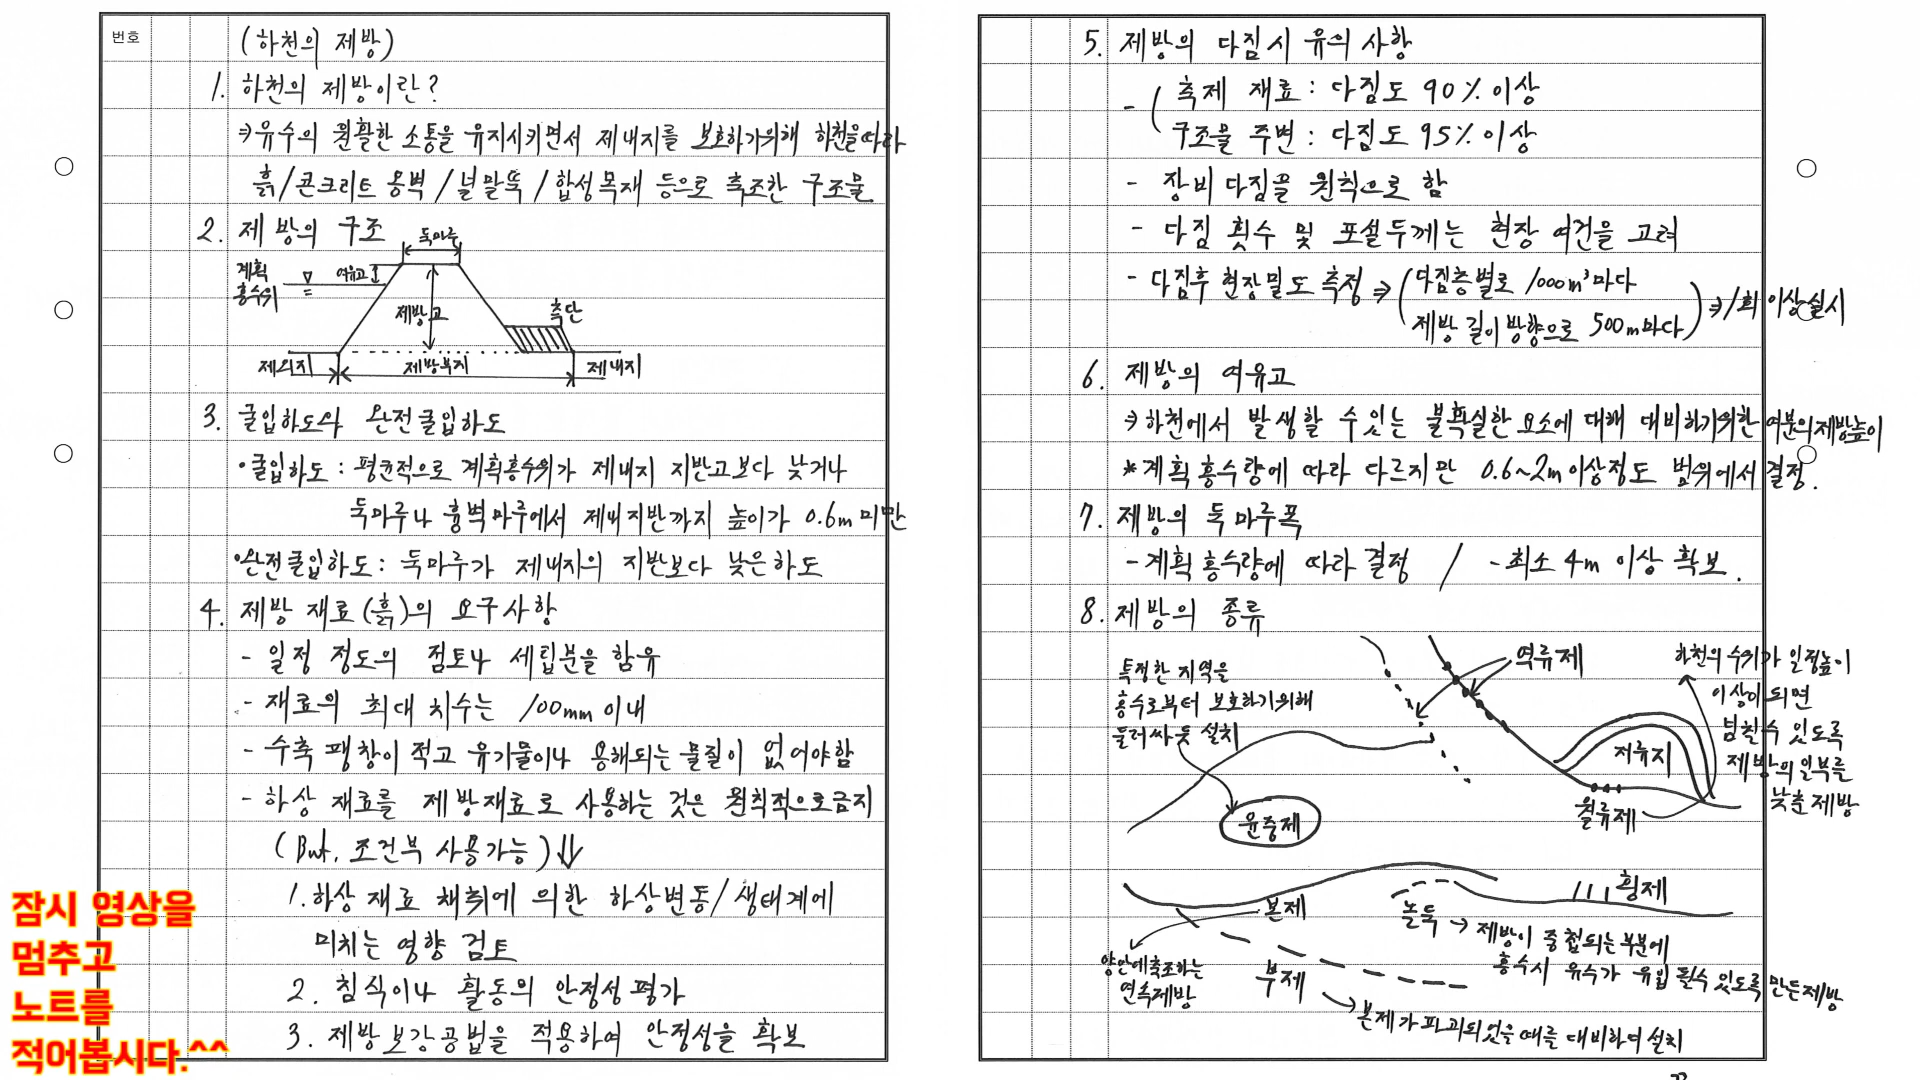 번호
(하천의 제방)
1. 하천의 제방이란?
⇒유수의 원활한 소통을 유지시키면서 제내지를 보호하기위해 하천을따라
흙/콘크리트 옹벽/널말뚝/합성목재 등으로 축조한 구조물
2. 제방의 구조
둑마루
계획
홍수위
여유고
제방고
측단
제외지
제방부지
제내지
3. 굴입하도와 완전굴입하도
•굴입하도 : 평균적으로 계획홍수위가 제내지 지반고보다 낮거나
둑마루나 흉벽마루에서 제내지반까지 높이가 0.6m 미만
•완전굴입하도 : 둑마루가 제내지의 지반보다 낮은하도
4. 제방 재료(흙)의 요구사항
- 일정 정도의 점토나 세립분을 함유
- 재료의 최대 치수는 100mm 이내
- 수축 팽창이 적고 유기물이나 용해되는 물질이 없어야함
- 하상 재료를 제방재료로 사용하는 것은 원칙적으로금지
(But, 조건부 사용가능)⇓
1. 하상 재료 채취에 의한 하상변동/생태계에
미치는 영향 검토
2. 침식이나 활동의 안정성평가
3. 제방보강공법을 적용하여 안정성을 확보
잠시 영상을
멈추고
노트를
적어봅시다.^^
5. 제방의 다짐시 유의사항
- ( 축제 재료 : 다짐도 90% 이상
구조물 주변 : 다짐도 95% 이상
- 장비다짐을 원칙으로 함
- 다짐 횟수 및 포설두께는 현장 여건을 고려
- 다짐후 현장밀도 측정 ⇒ (다짐층별로 1000m³마다
제방 길이방향으로 500m마다) ⇒ 1회 이상실시
6. 제방의 여유고
⇒하천에서 발생할 수있는 불확실한 요소에 대해 대비하기위한 여분의제방높이
*계획홍수량에 따라 다르지만 0.6~2m이상정도 범위에서결정.
7. 제방의 둑마루폭
- 계획홍수량에 따라 결정 / - 최소 4m 이상 확보.
8. 제방의 종류
특정한 지역을
홍수로부터 보호하기위해
둘러싸듯 설치
윤중제
역류제
저류지
월류제
하천의수위가 일정높이
이상이 되면
넘칠수 있도록
제방의일부를
낮춘제방
본제
양안에축조하는
연속제방
부제
본제가파괴되었을때를 대비하여설치
놀둑 → 제방이 중첩되는부분에
홍수시 유수가 유입될수 있도록 만든제방
횡제
끝